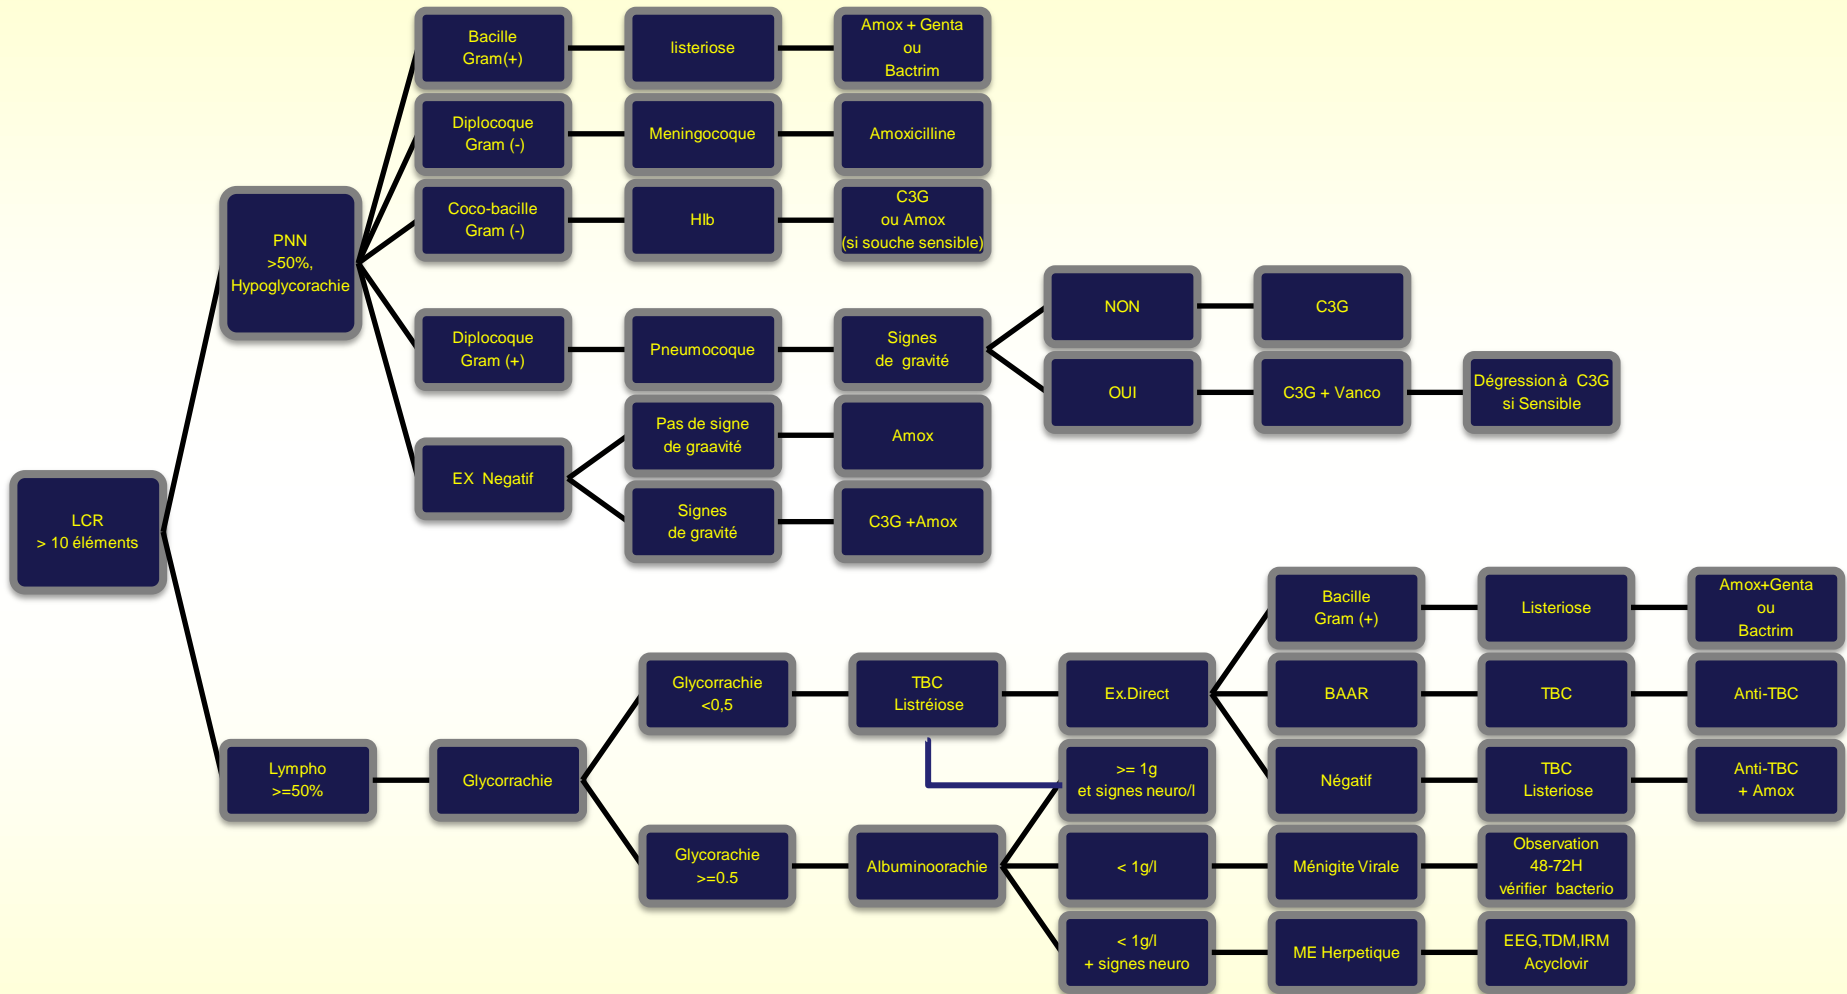 Bacille
Gram(+)
listeriose
Amox + Genta
ou
Bactrim
Diplocoque
Gram (-)
Meningocoque
Amoxicilline
Coco-bacille
Gram (-)
HIb
C3G
ou Amox
(si souche sensible)
PNN
>50%,
Hypoglycorachie
NON
C3G
Diplocoque
Gram (+)
Pneumocoque
Signes
de gravité
OUI
C3G + Vanco
Dégression à C3G
si Sensible
Pas de signe
de graavité
Amox
EX Negatif
Signes
de gravité
C3G +Amox
LCR
> 10 éléments
Bacille
Gram (+)
Listeriose
Amox+Genta
ou
Bactrim
Glycorrachie
<0,5
TBC
Listréiose
Ex.Direct
BAAR
TBC
Anti-TBC
Lympho
>=50%
Glycorrachie
>= 1g
et signes neuro/l
Négatif
TBC
Listeriose
Anti-TBC
+ Amox
Glycorachie
>=0.5
Albuminoorachie
< 1g/l
Ménigite Virale
Observation
48-72H
vérifier bacterio
< 1g/l
+ signes neuro
ME Herpetique
EEG,TDM,IRM
Acyclovir